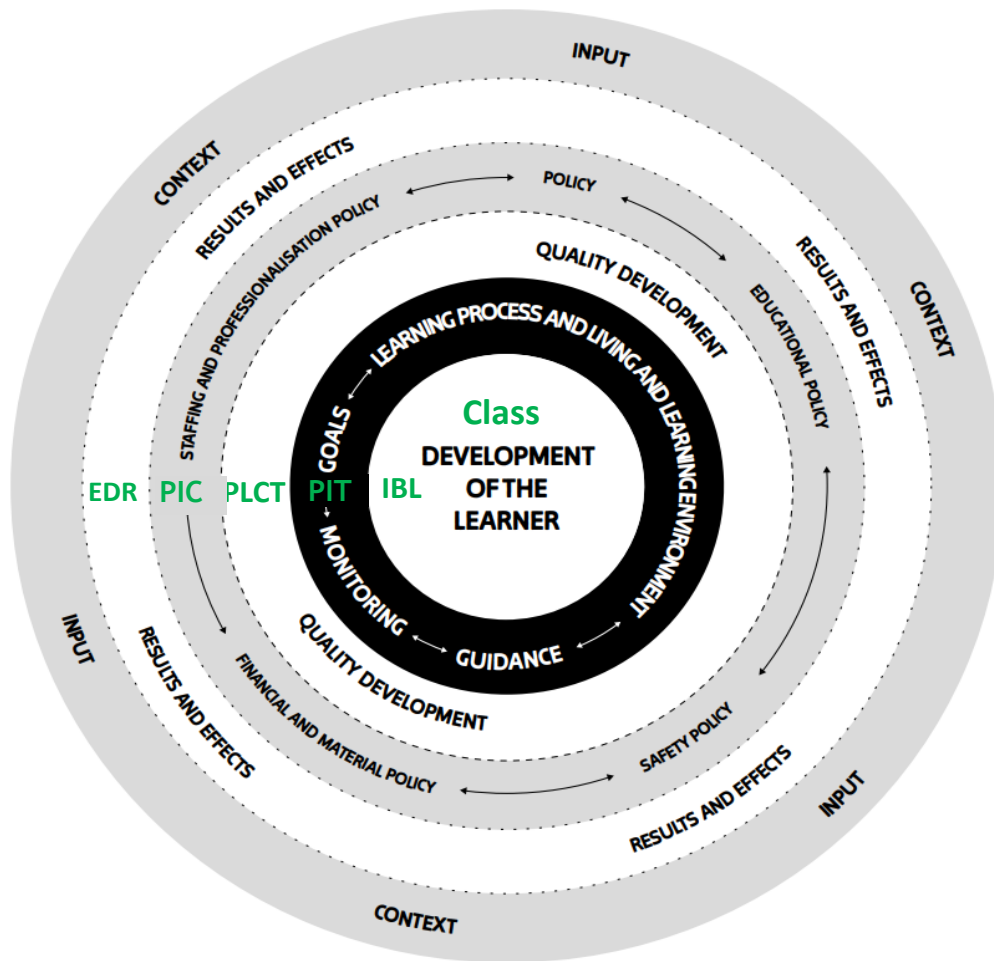 INPUT
CONTEXT
RESULTS AND EFFECTS
POLICY
STAFFING AND PROFESSIONALISATION POLICY
QUALITY DEVELOPMENT
RESULTS AND EFFECTS
CONTEXT
EDUCATIONAL POLICY
LEARNING PROCESS AND LIVING AND LEARNING ENVIRONMENT
GOALS
Class
DEVELOPMENT
OF THE
LEARNER
EDR
PIC
PLCT
PIT
IBL
MONITORING
GUIDANCE
QUALITY DEVELOPMENT
INPUT
RESULTS AND EFFECTS
FINANCIAL AND MATERIAL POLICY
SAFETY POLICY
RESULTS AND EFFECTS
INPUT
CONTEXT